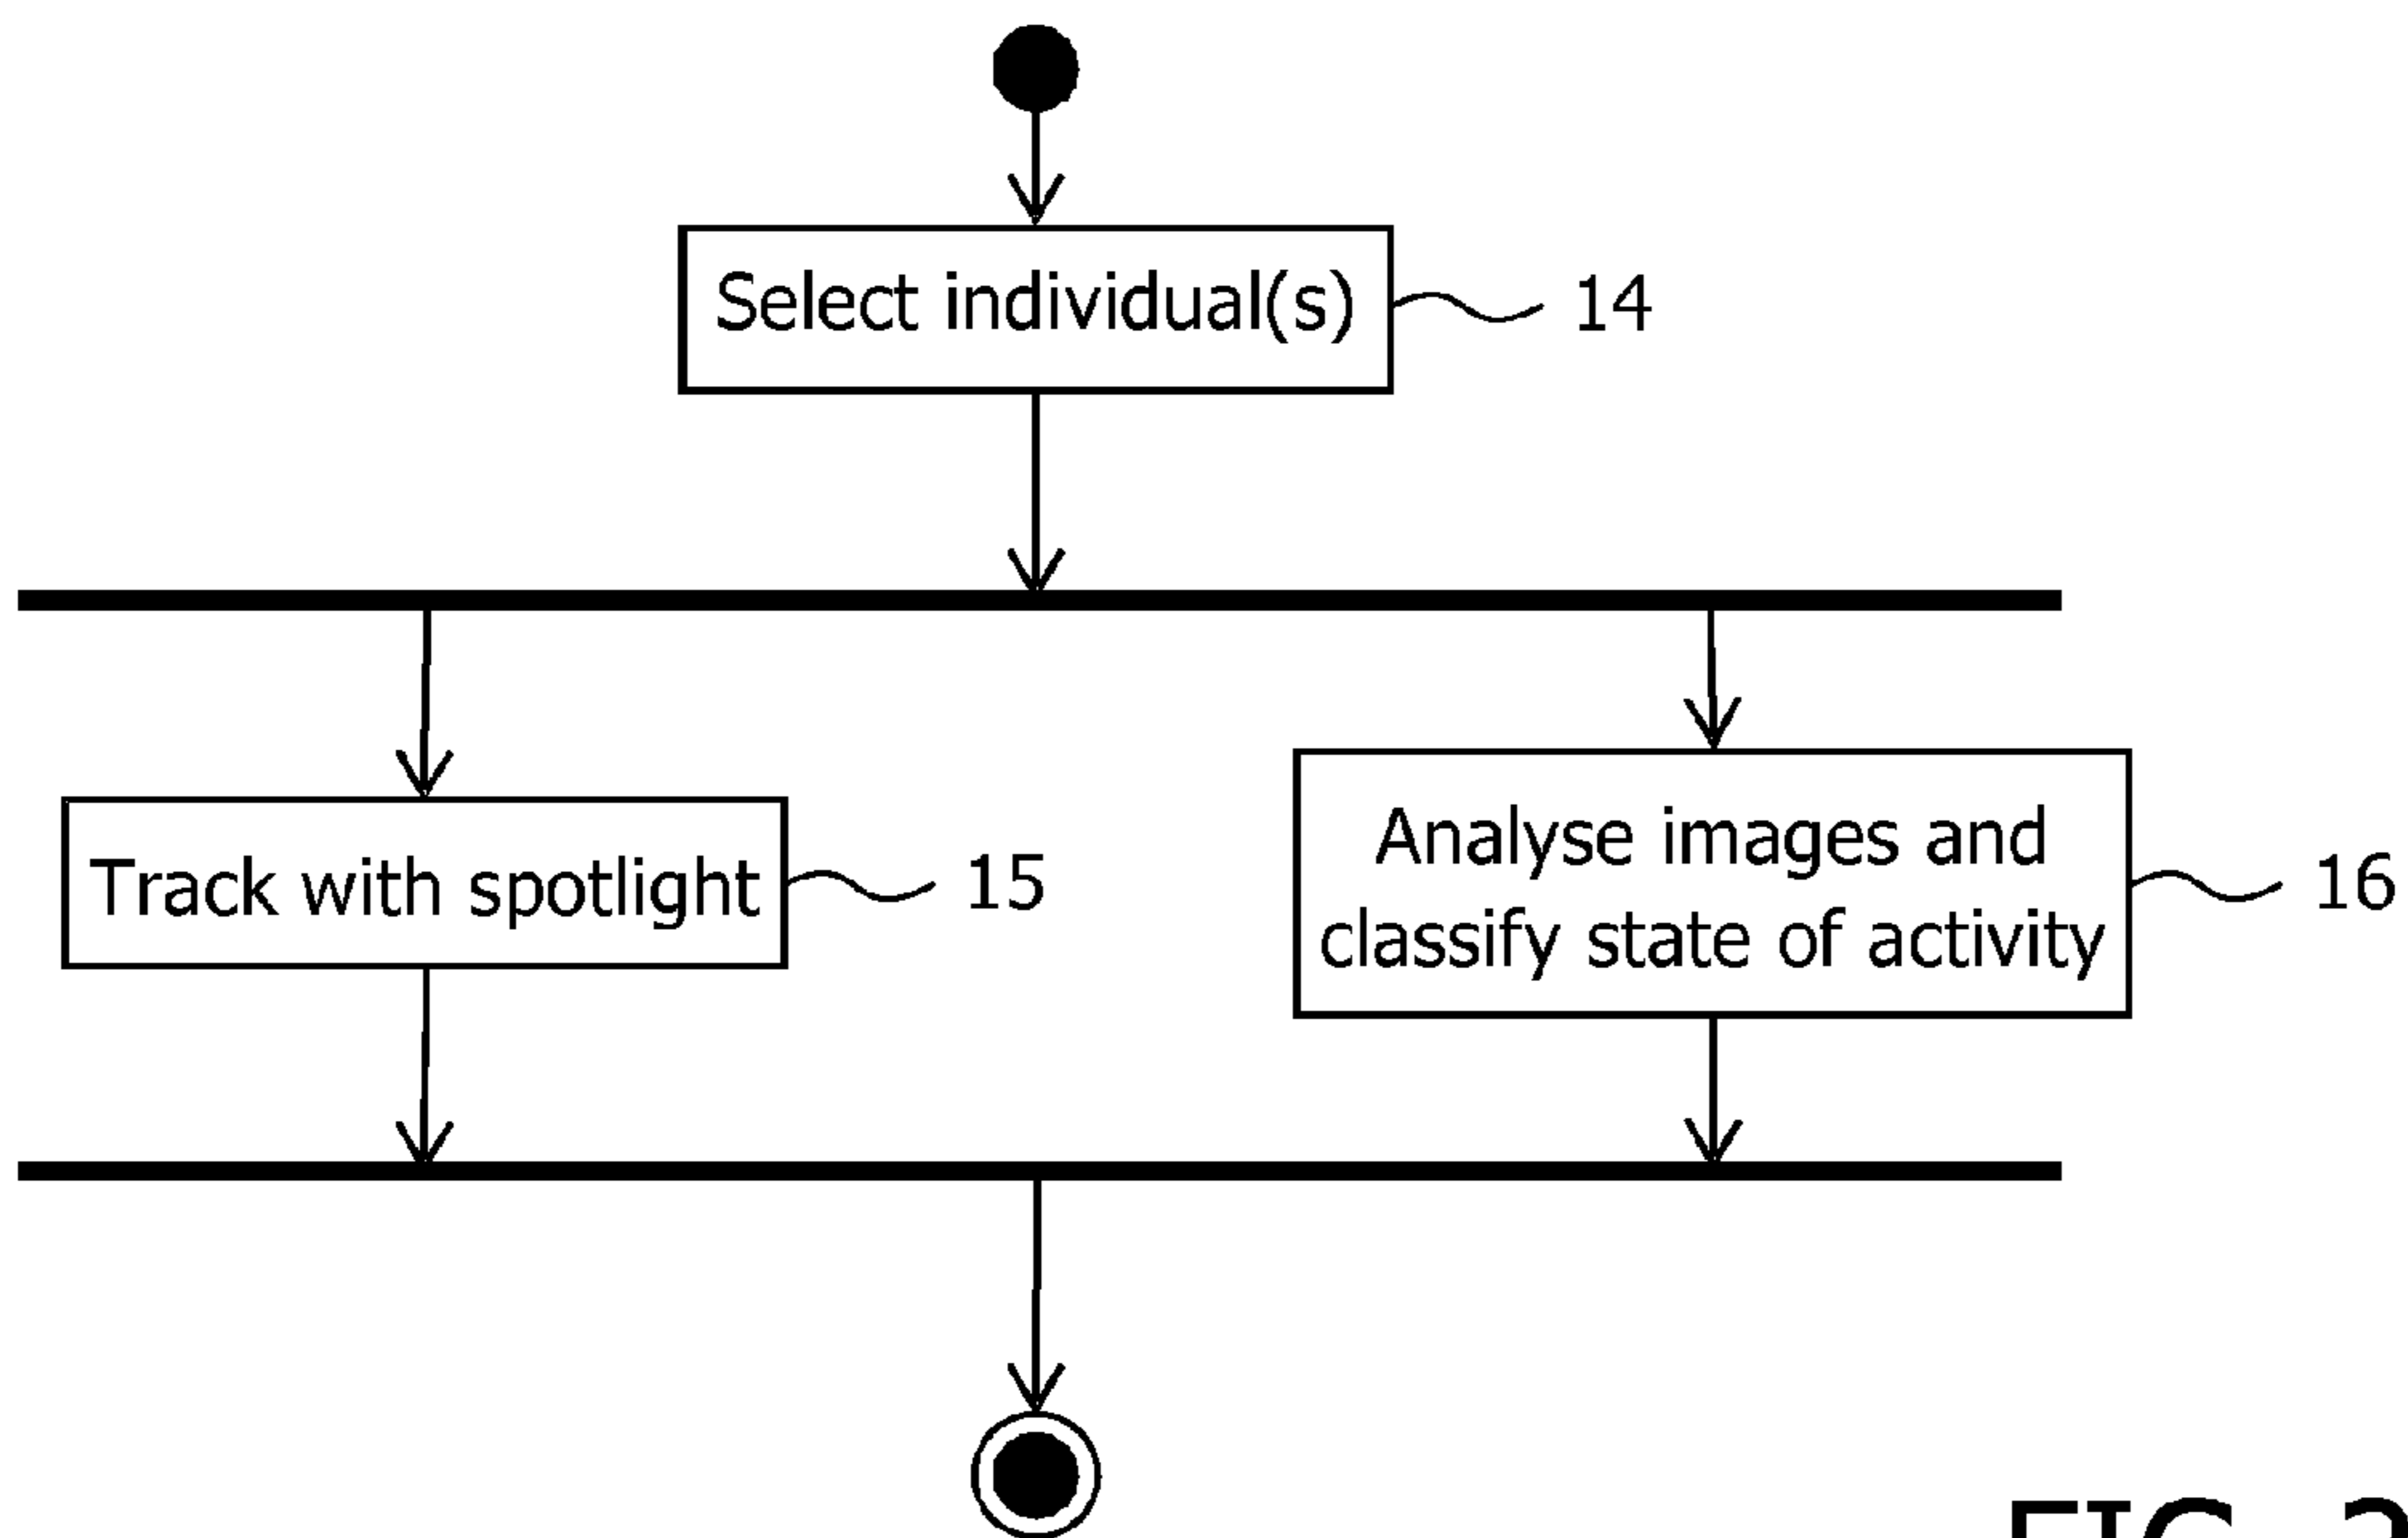 Select individual(s)
14
Track with spotlight
15
Analyse images and
classify state of activity
16